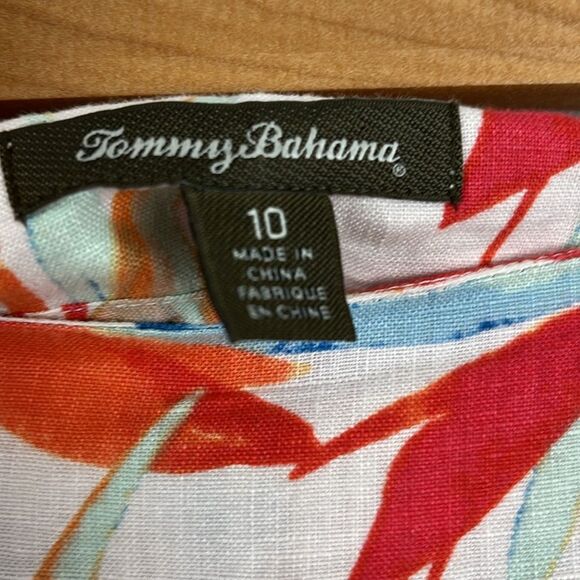 Tommy Bahama®
10
MADE IN
CHINA
FABRIQUE
EN CHINE